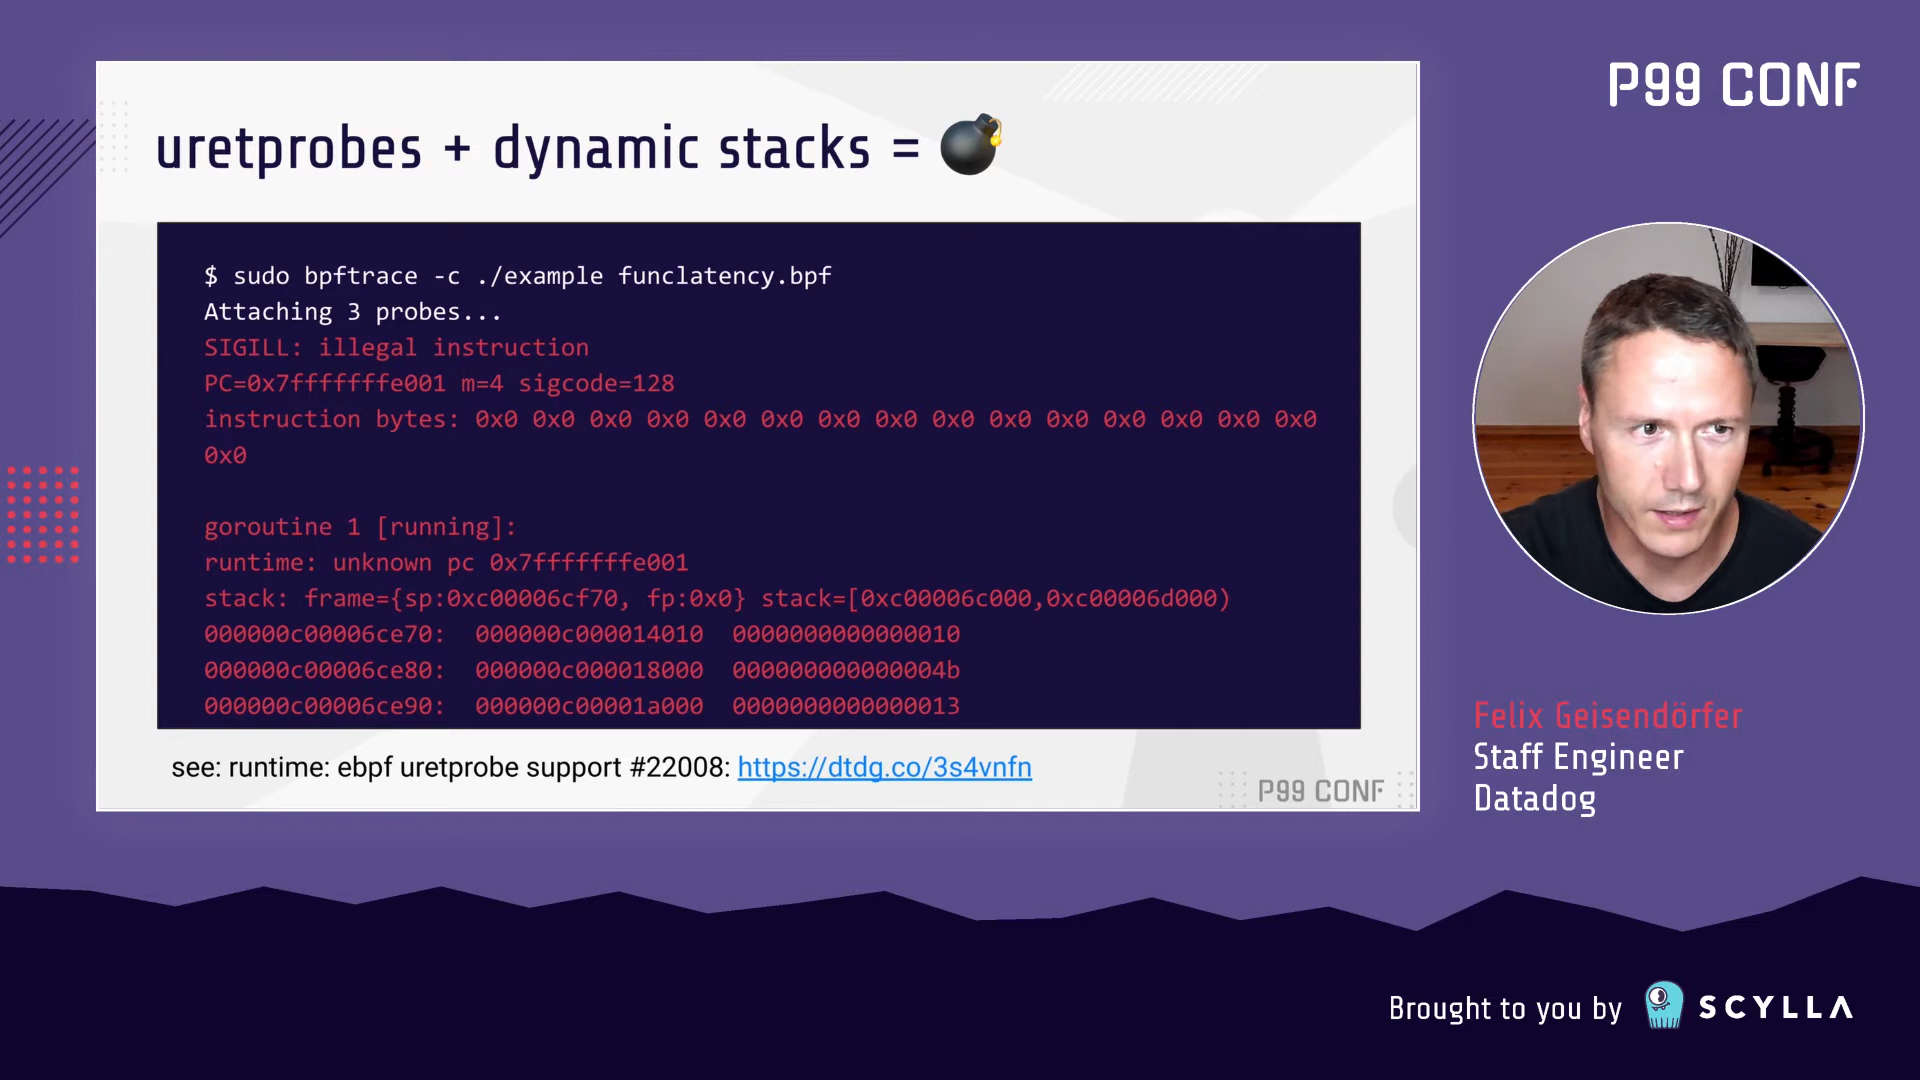 P99 CONF
uretprobes + dynamic stacks = 💣
$ sudo bpftrace -c ./example funclatency.bpf
Attaching 3 probes...
SIGILL: illegal instruction
PC=0x7fffffffe001 m=4 sigcode=128
instruction bytes: 0x0 0x0 0x0 0x0 0x0 0x0 0x0 0x0 0x0 0x0 0x0 0x0 0x0 0x0 0x0
0x0
goroutine 1 [running]:
runtime: unknown pc 0x7fffffffe001
stack: frame={sp:0xc00006cf70, fp:0x0} stack=[0xc00006c000,0xc00006d000)
000000c00006ce70:  000000c000014010  0000000000000010
000000c00006ce80:  000000c000018000  000000000000004b
000000c00006ce90:  000000c00001a000  0000000000000013
see: runtime: ebpf uretprobe support #22008: https://dtdg.co/3s4vnfn
P99 CONF
Felix Geisendörfer
Staff Engineer
Datadog
Brought to you by SCYLLA